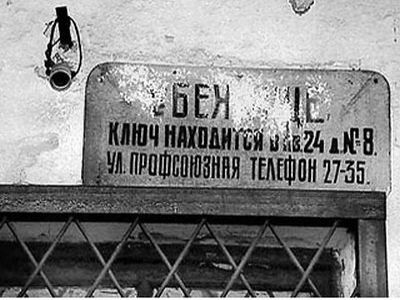 КЛЮЧ НАХОДИТСЯ В КВ.24 Д №8.
УЛ. ПРОФСОЮЗНАЯ ТЕЛЕФОН 27-35.